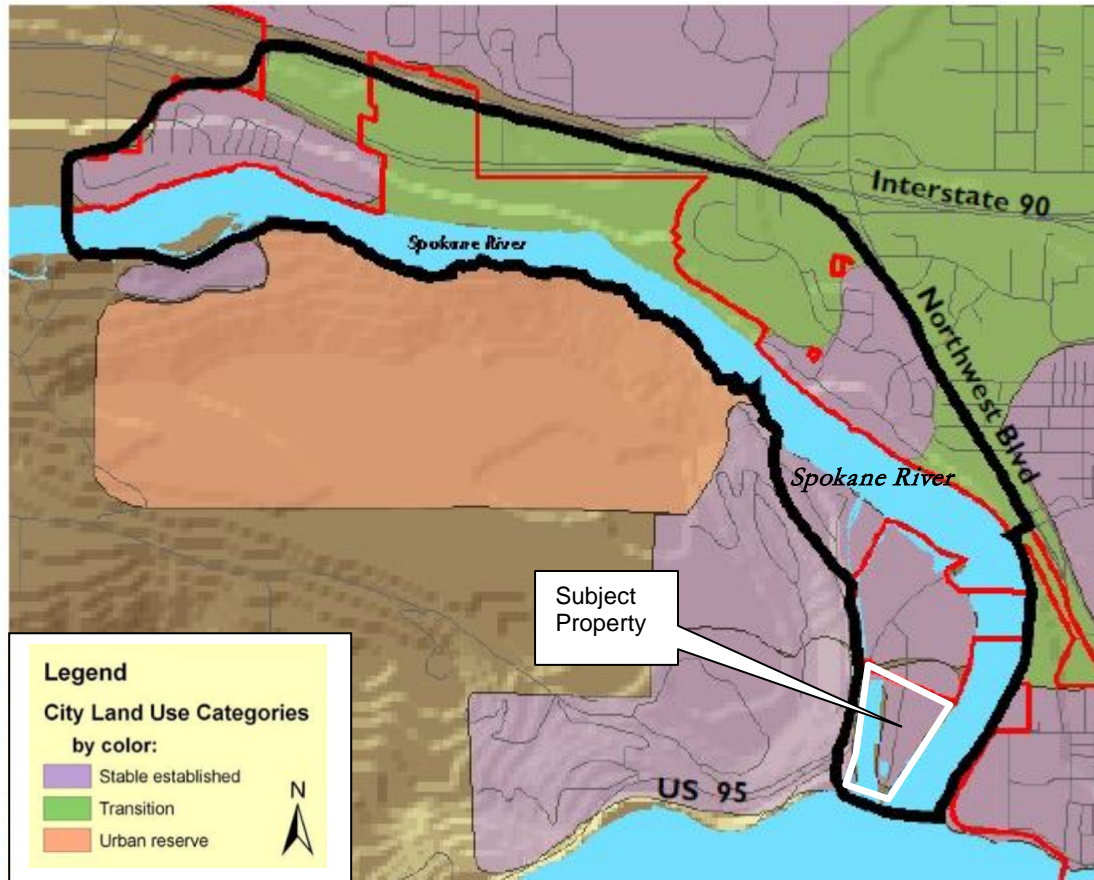 Interstate 90
Spokane River
Northwest Blvd
Spokane River
Subject
Property
US 95
Legend
City Land Use Categories
by color:
Stable established
Transition
Urban reserve
N